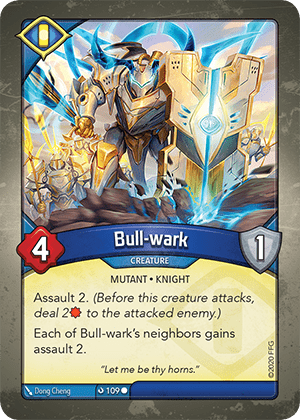 Bull-wark
CREATURE
4
1
MUTANT • KNIGHT
Assault 2. (Before this creature attacks,
deal 2 to the attacked enemy.)
Each of Bull-wark's neighbors gains
assault 2.
"Let me be thy horns."
Dong Cheng
109
©2020 FFG